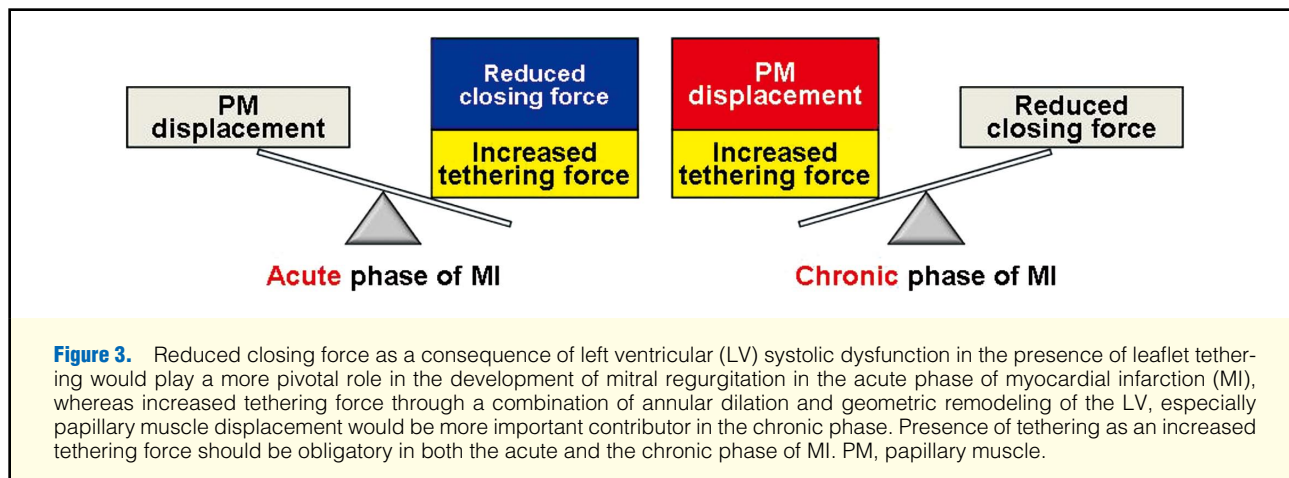 PM
displacement
Reduced
closing force
Increased
tethering force
Acute phase of MI
PM
displacement
Increased
tethering force
Reduced
closing force
Chronic phase of MI
Figure 3. Reduced closing force as a consequence of left ventricular (LV) systolic dysfunction in the presence of leaflet tether-
ing would play a more pivotal role in the development of mitral regurgitation in the acute phase of myocardial infarction (MI),
whereas increased tethering force through a combination of annular dilation and geometric remodeling of the LV, especially
papillary muscle displacement would be more important contributor in the chronic phase. Presence of tethering as an increased
tethering force should be obligatory in both the acute and the chronic phase of MI. PM, papillary muscle.